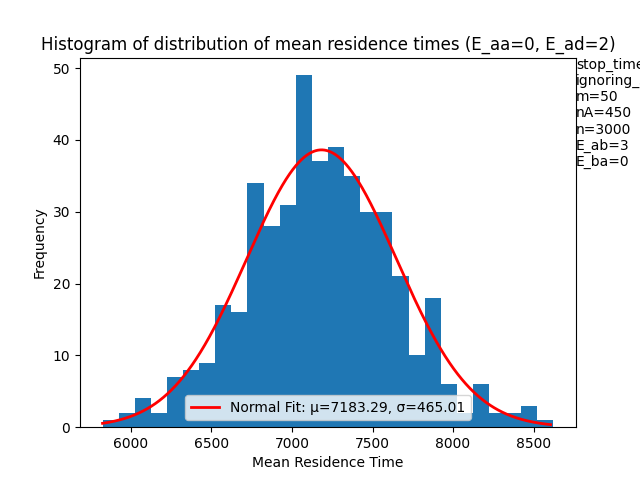 Histogram of distribution of mean residence times (E_aa=0, E_ad=2)
50
40
30
20
10
0
Frequency
6000 6500 7000 7500 8000 8500
Mean Residence Time
Normal Fit: μ=7183.29, σ=465.01
stop_time
ignoring_
m=50
nA=450
n=3000
E_ab=3
E_ba=0